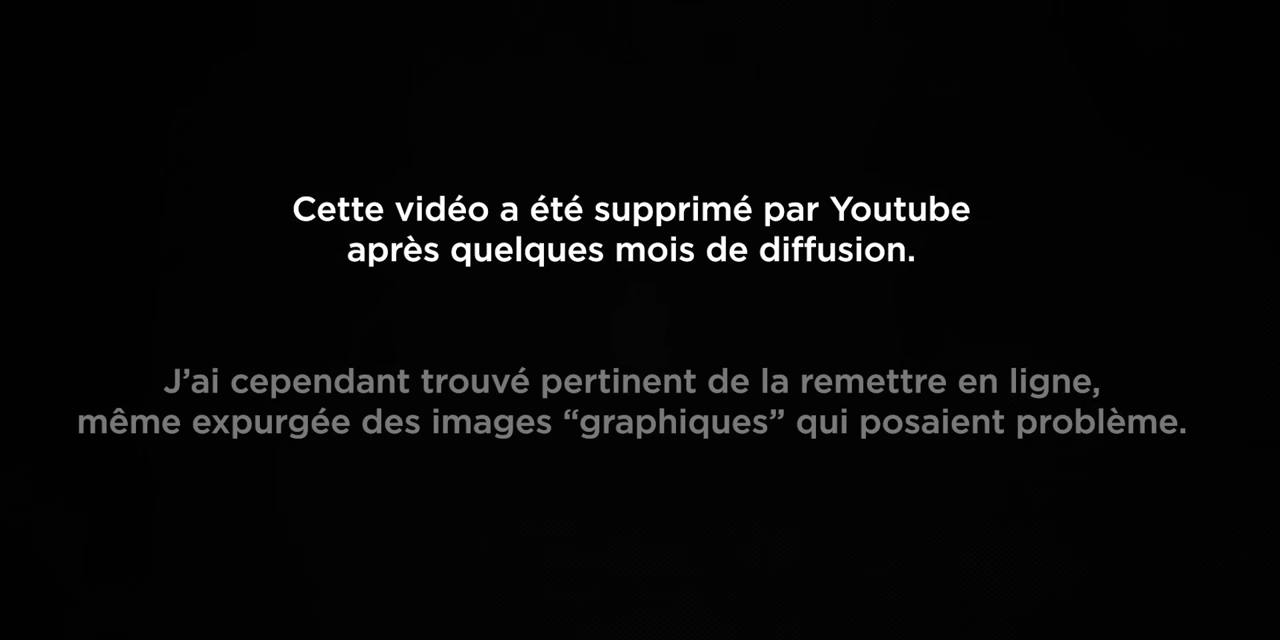 Cette vidéo a été supprimé par Youtube
après quelques mois de diffusion.
J’ai cependant trouvé pertinent de la remettre en ligne,
même expurgée des images “graphiques” qui posaient problème.